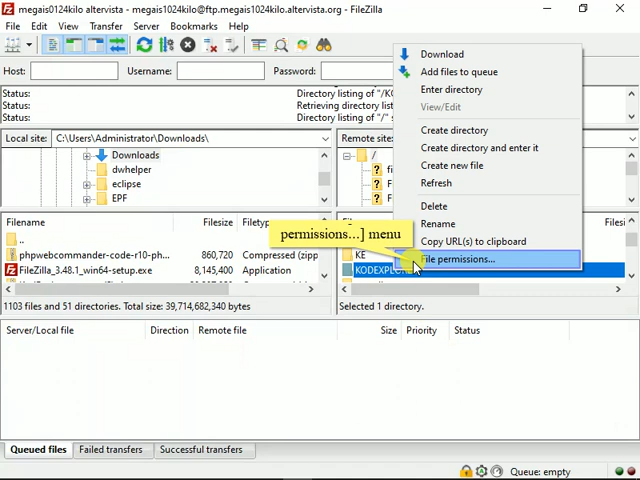 megais01024kilo altervista - megais1024kilo@ftp.megais1024kilo.altervista.org - FileZilla
File Edit View Transfer Server Bookmarks Help
Host: Username: Password:
Status: Directory listing of "/KO
Status: Retrieving directory list
Status: Directory listing of "/" s
Local site: C:\Users\Administrator\Downloads\
Remote site: /
Downloads
dwhelper
eclipse
EPF
/
fi
F
F
Filename Filesize Filetyp
..
phpwebcommander-code-r10-ph... 860,720 Compressed (zipp
FileZilla_3.48.1_win64-setup.exe 8,145,400 Application
1103 files and 51 directories. Total size: 39,714,682,340 bytes
Filesi
KE
KODEXPLO
Selected 1 directory.
Download
Add files to queue
Enter directory
View/Edit
Create directory
Create directory and enter it
Create new file
Refresh
Delete
Rename
Copy URL(s) to clipboard
File permissions...
permissions...] menu
Server/Local file Direction Remote file Size Priority Status
Queued files Failed transfers Successful transfers
Queue: empty